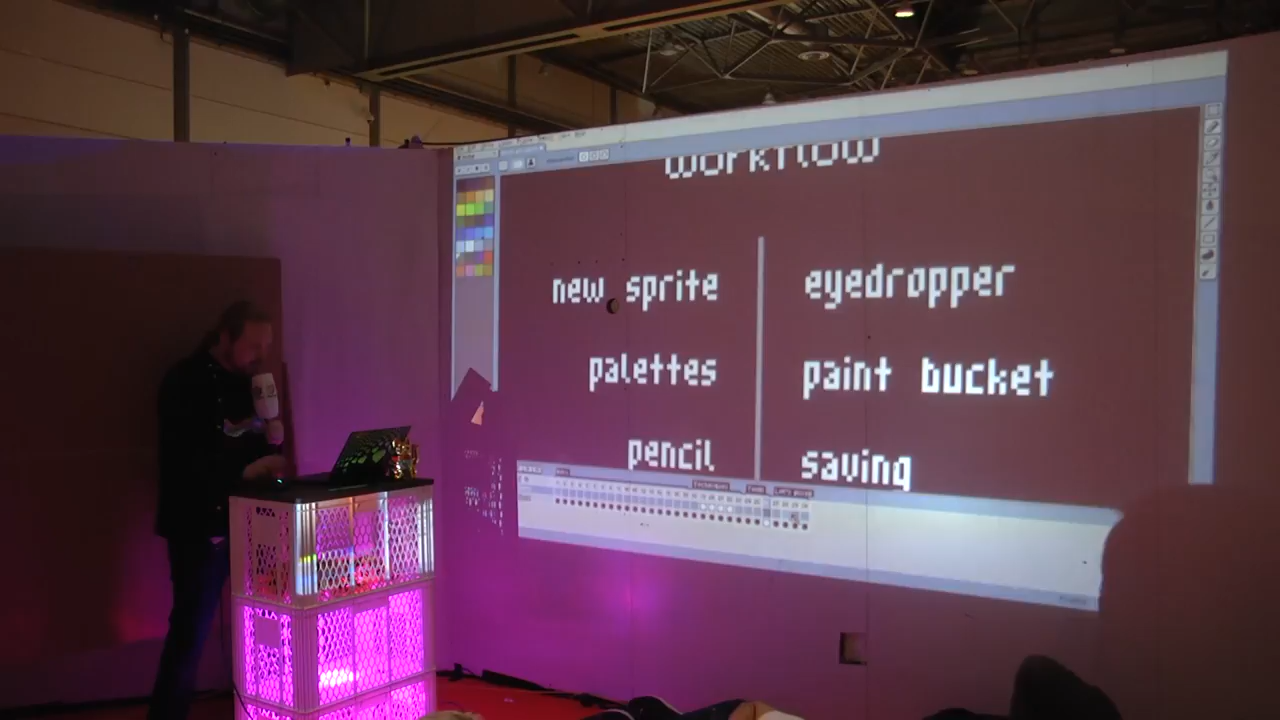 workflow
new sprite
eyedropper
palettes
paint bucket
pencil
saving